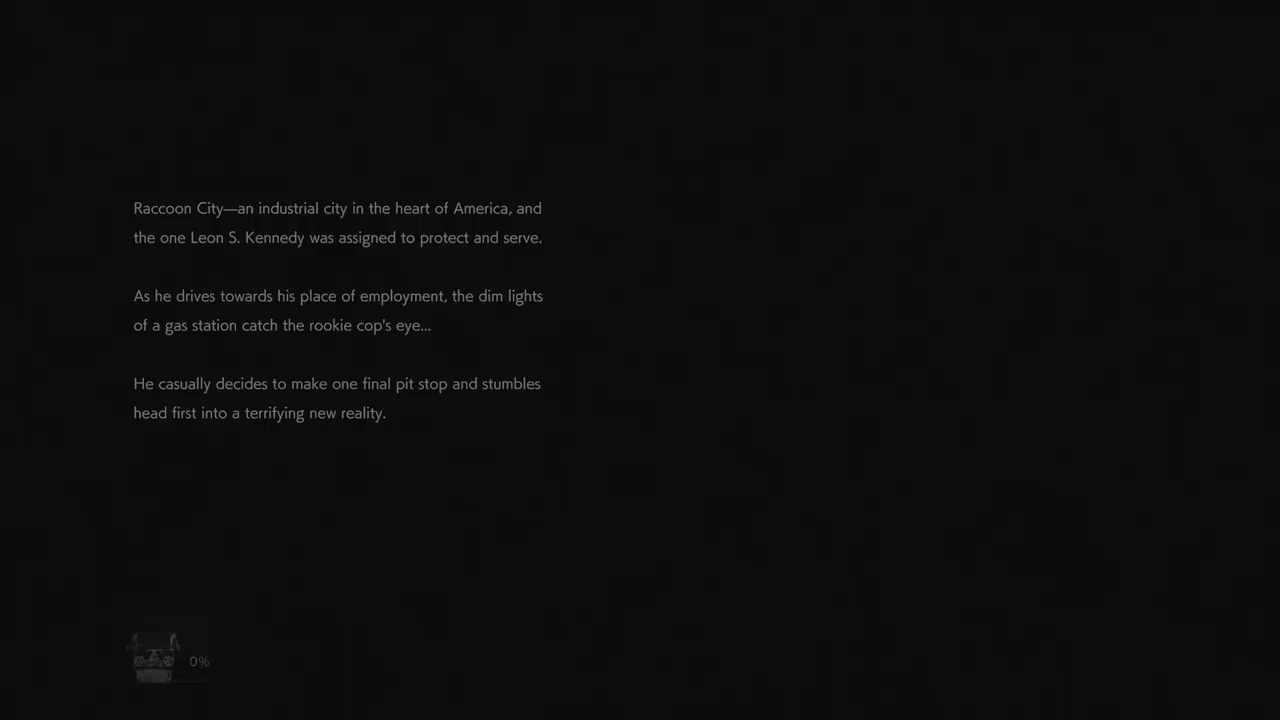 Raccoon City—an industrial city in the heart of America, and
the one Leon S. Kennedy was assigned to protect and serve.
As he drives towards his place of employment, the dim lights
of a gas station catch the rookie cop's eye...
He casually decides to make one final pit stop and stumbles
head first into a terrifying new reality.
0%